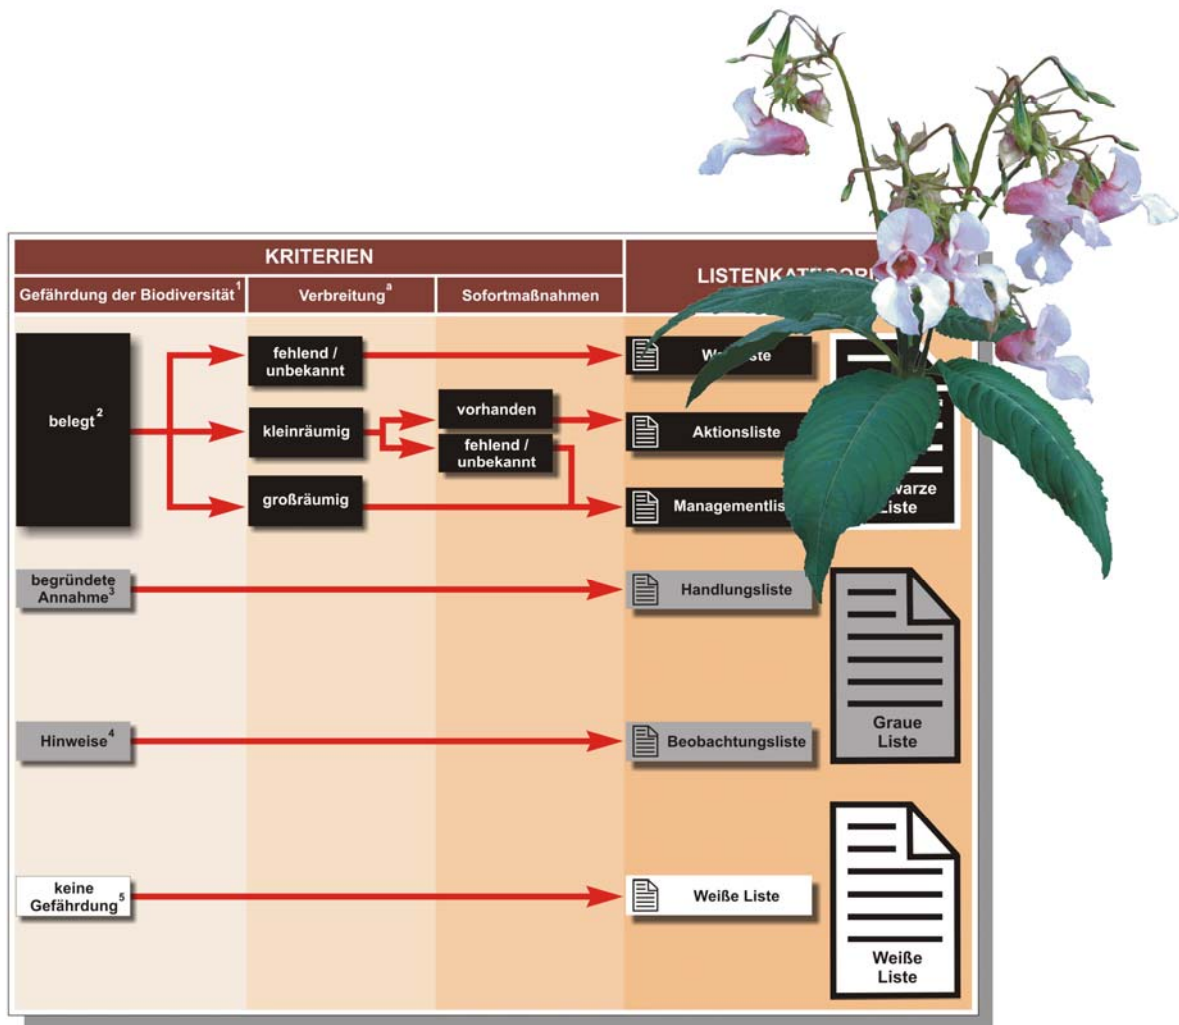 KRITERIEN
Gefährdung der Biodiversität¹
Verbreitungᵃ
Sofortmaßnahmen
belegt²
fehlend /
unbekannt
kleinräumig
großräumig
vorhanden
fehlend /
unbekannt
Aktionsliste
Liste
begründete
Annahme³
Handlungsliste
Hinweise⁴
Beobachtungsliste
Graue
Liste
keine
Gefährdung⁵
Weiße Liste
Weiße
Liste